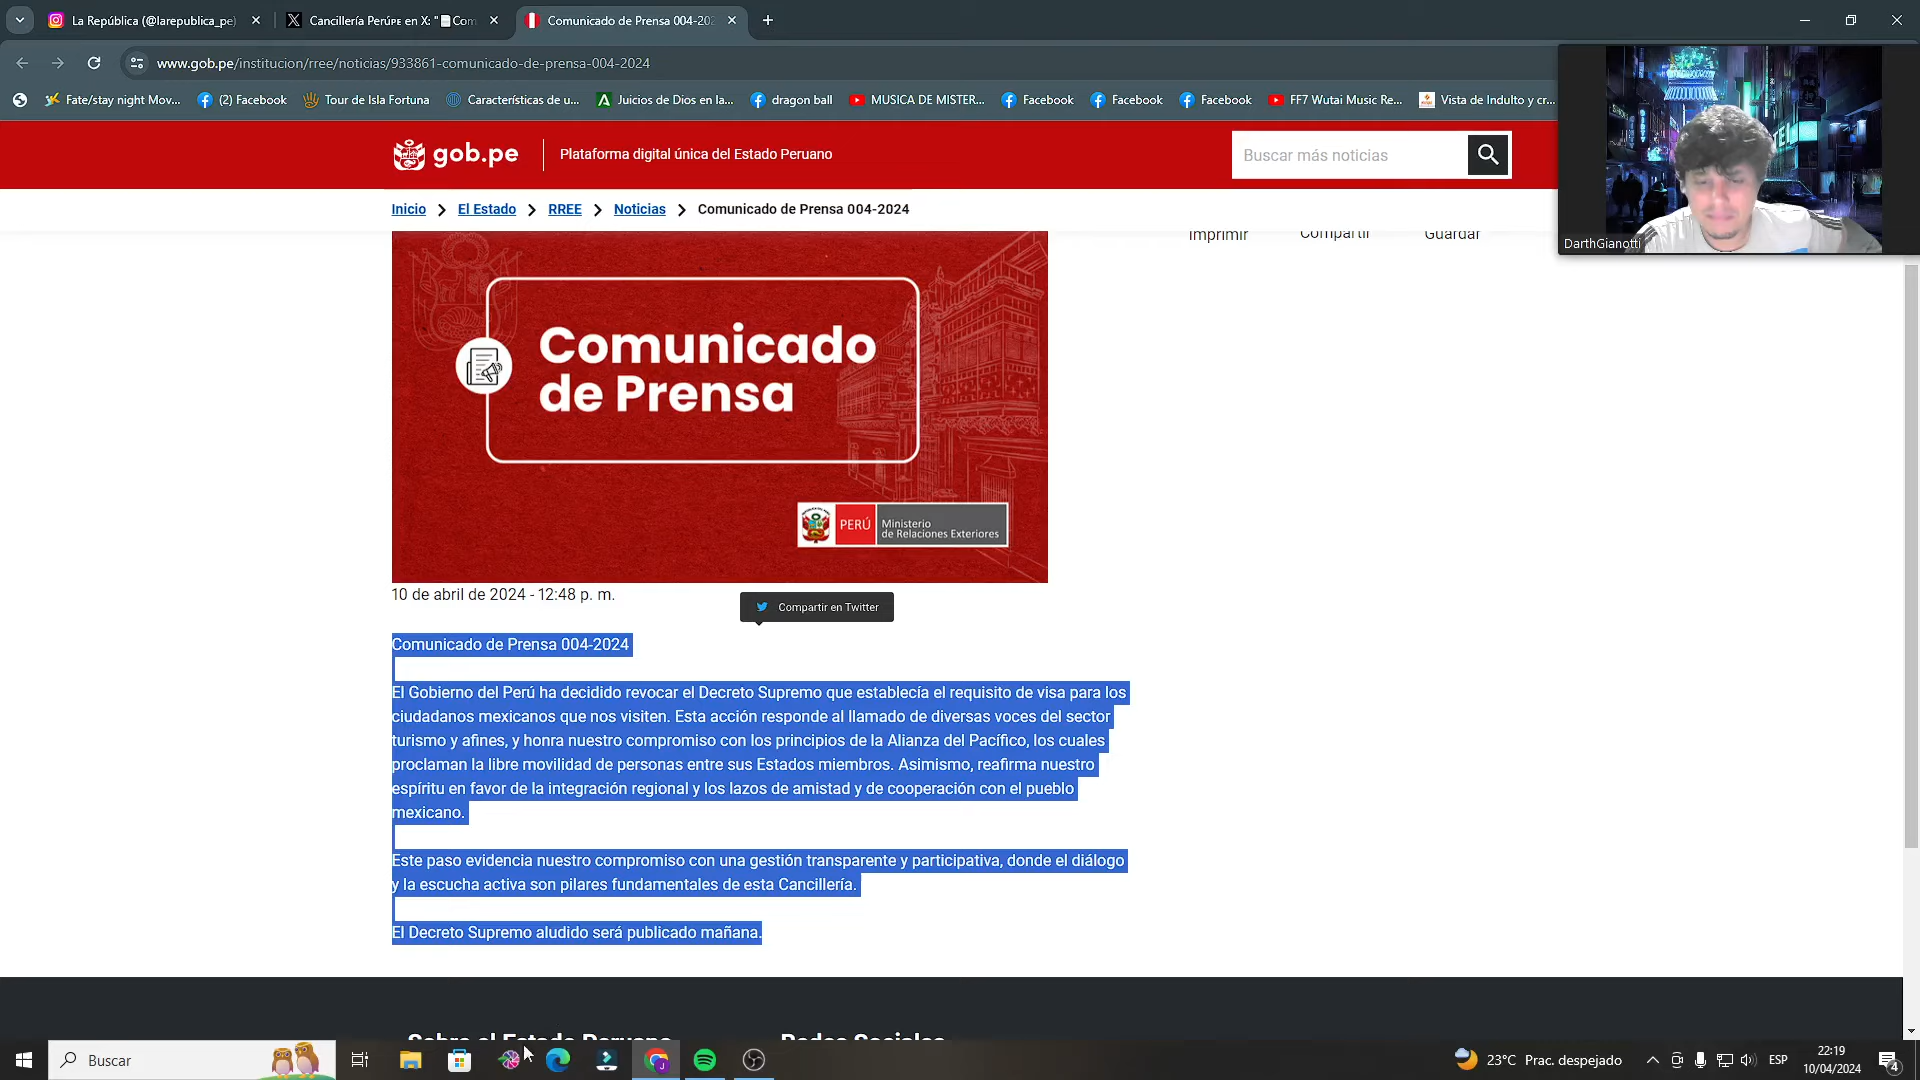 La República (@larepublica_pe)
Cancillería PerúPE en X: "Com
Comunicado de Prensa 004-202
www.gob.pe/institucion/rree/noticias/933861-comunicado-de-prensa-004-2024
Fate/stay night Mov...
(2) Facebook
Tour de Isla Fortuna
Características de u...
Juicios de Dios en la...
dragon ball
MUSICA DE MISTER...
Facebook
Facebook
Facebook
FF7 Wutai Music Re...
Vista de Indulto y cr...
gob.pe
Plataforma digital única del Estado Peruano
Buscar más noticias
Inicio > El Estado > RREE > Noticias > Comunicado de Prensa 004-2024
Imprimir
Compartir
Guardar
DarthGianotti
Comunicado
de Prensa
PERÚ
Ministerio
de Relaciones Exteriores
10 de abril de 2024 - 12:48 p. m.
Compartir en Twitter
Comunicado de Prensa 004-2024
El Gobierno del Perú ha decidido revocar el Decreto Supremo que establecía el requisito de visa para los
ciudadanos mexicanos que nos visiten. Esta acción responde al llamado de diversas voces del sector
turismo y afines, y honra nuestro compromiso con los principios de la Alianza del Pacífico, los cuales
proclaman la libre movilidad de personas entre sus Estados miembros. Asimismo, reafirma nuestro
espíritu en favor de la integración regional y los lazos de amistad y de cooperación con el pueblo
mexicano.
Este paso evidencia nuestro compromiso con una gestión transparente y participativa, donde el diálogo
y la escucha activa son pilares fundamentales de esta Cancillería.
El Decreto Supremo aludido será publicado mañana.
Sobre el Estado Peruano
Redes Sociales
Buscar
23°C Prac. despejado
ESP
22:19
10/04/2024
4